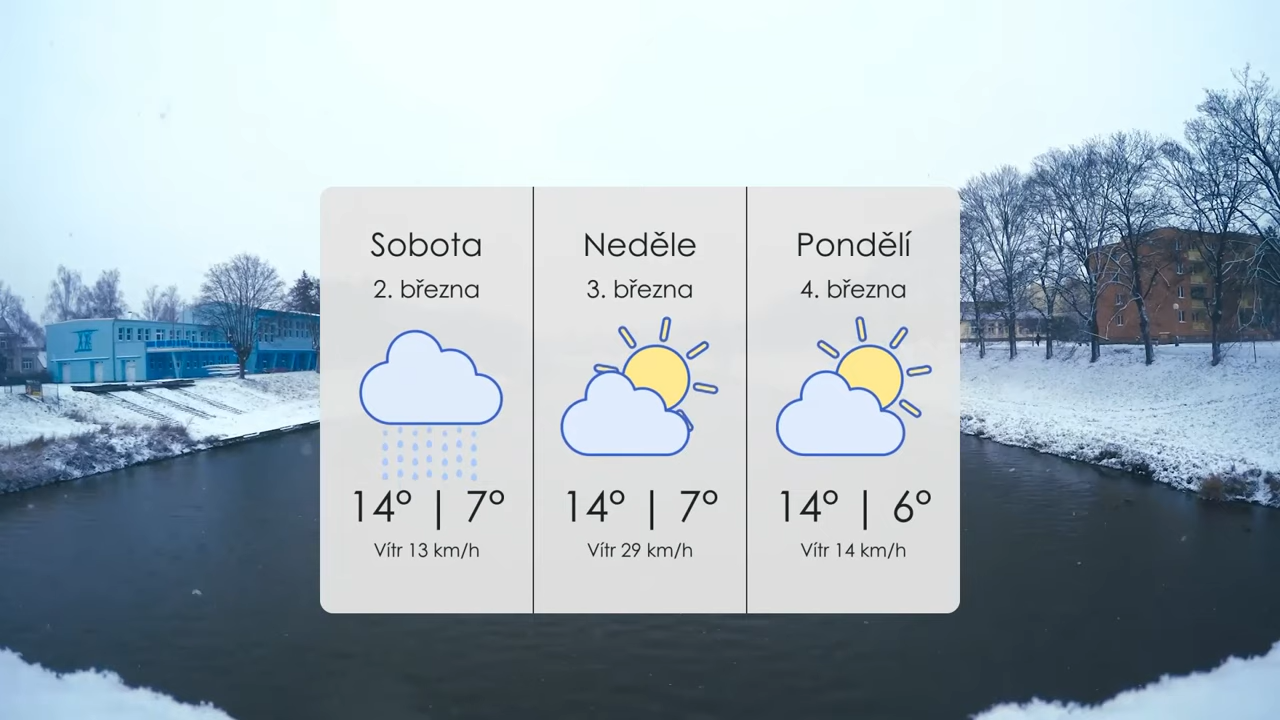 Sobota
2. března
14° | 7°
Vítr 13 km/h
Neděle
3. března
14° | 7°
Vítr 29 km/h
Pondělí
4. března
14° | 6°
Vítr 14 km/h